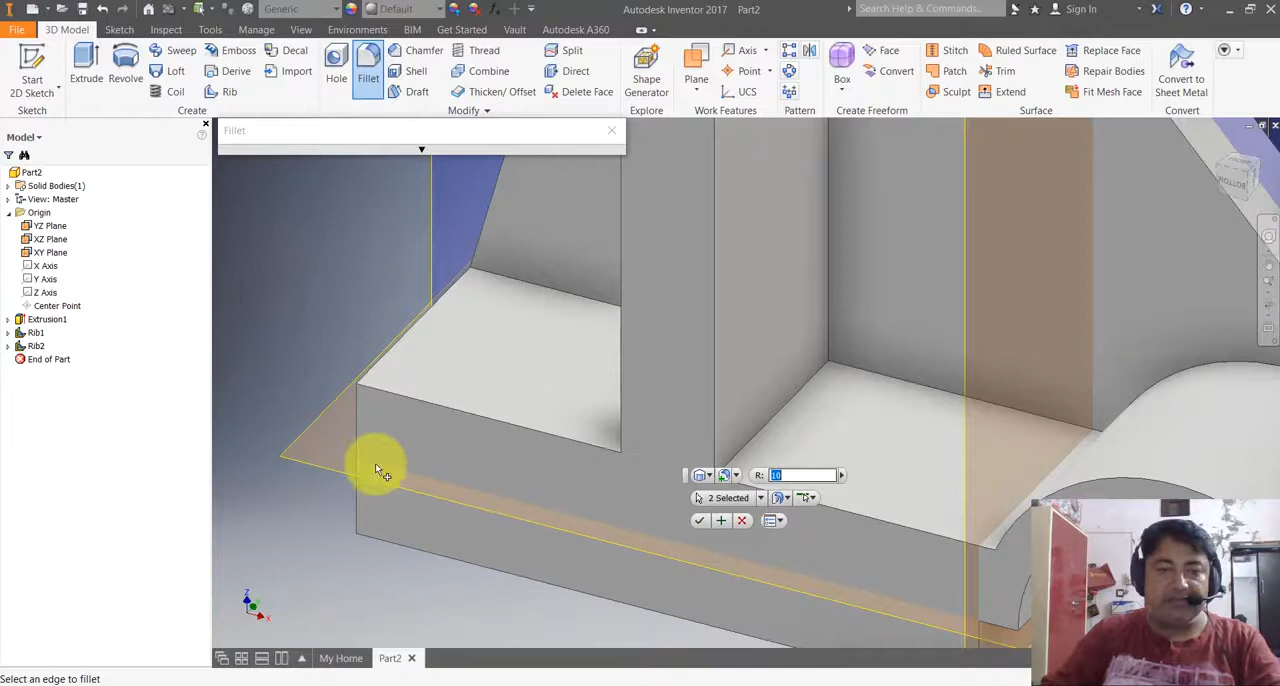 Generic
Default
Autodesk Inventor 2017 Part2
Search Help & Commands...
Sign In
File
3D Model
Sketch
Inspect
Tools
Manage
View
Environments
BIM
Get Started
Vault
Autodesk A360
Start
2D Sketch
Extrude
Revolve
Sweep
Loft
Coil
Emboss
Derive
Rib
Decal
Import
Create
Hole
Fillet
Chamfer
Shell
Draft
Thread
Combine
Thicken/ Offset
Split
Direct
Delete Face
Modify
Shape
Generator
Explore
Plane
Axis
Point
UCS
Work Features
Pattern
Box
Face
Convert
Create Freeform
Stitch
Patch
Sculpt
Ruled Surface
Trim
Extend
Replace Face
Repair Bodies
Fit Mesh Face
Surface
Convert to
Sheet Metal
Convert
Model
Part2
Solid Bodies(1)
View: Master
Origin
YZ Plane
XZ Plane
XY Plane
X Axis
Y Axis
Z Axis
Center Point
Extrusion1
Rib1
Rib2
End of Part
Fillet
BOTTOM
R: 10
2 Selected
Z
X
My Home
Part2
Select an edge to fillet